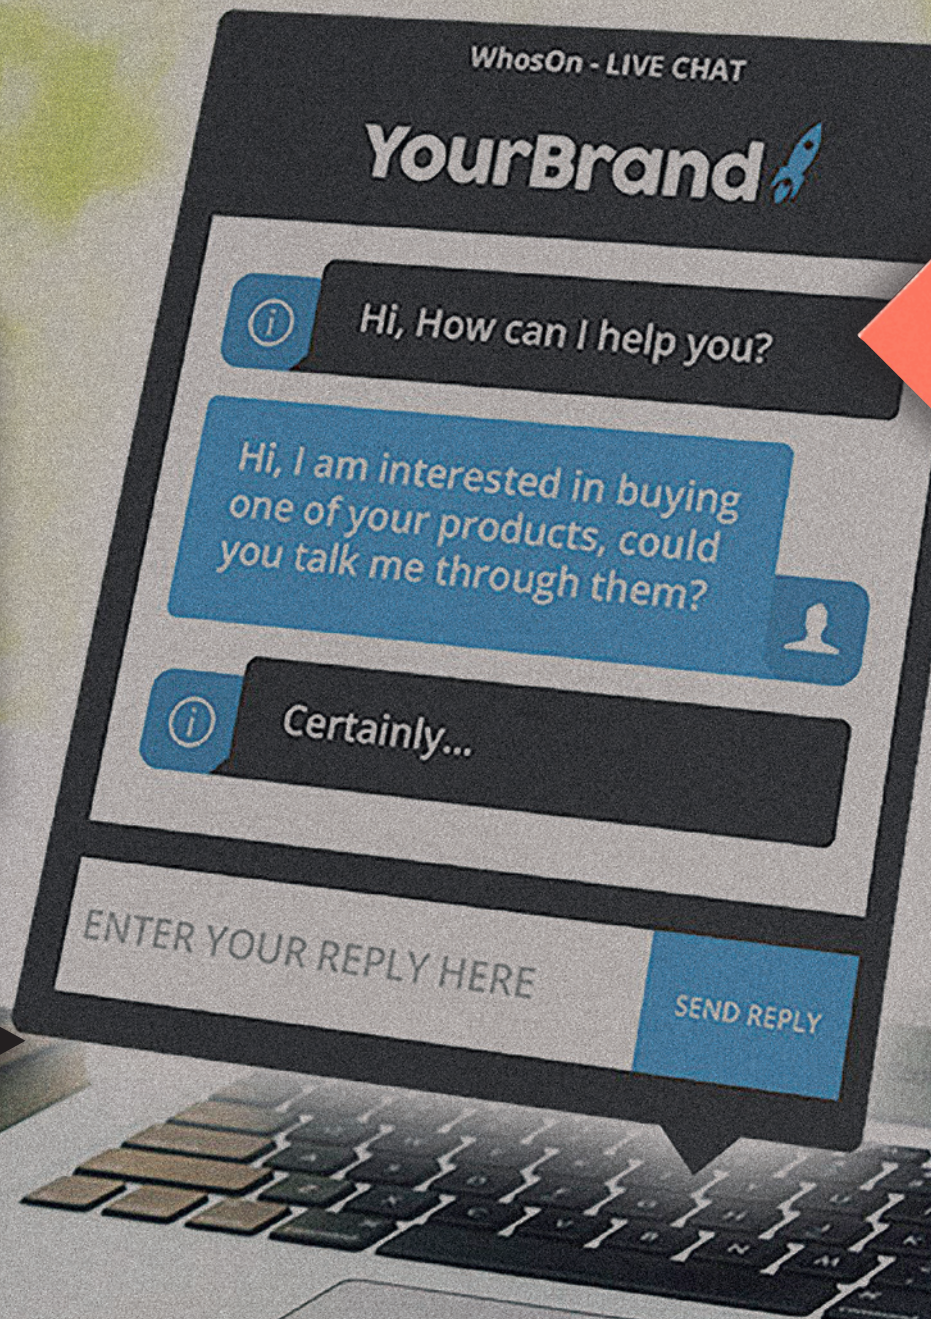 WhosOn - LIVE CHAT
YourBrand
Hi, How can I help you?
Hi, I am interested in buying
one of your products, could
you talk me through them?
Certainly...
ENTER YOUR REPLY HERE
SEND REPLY